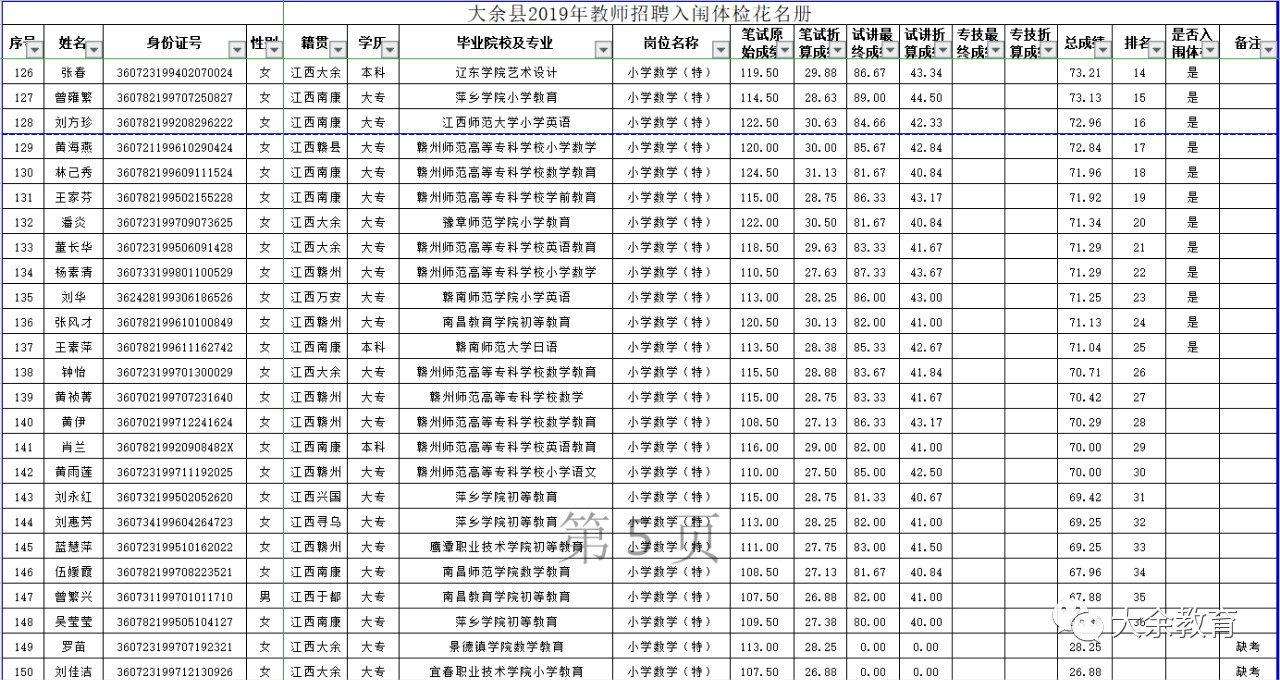 大余县2019年教师招聘入闱体检花名册
序号 姓名 身份证号 性别 籍贯 学历 毕业院校及专业 岗位名称 笔试原始成绩 笔试折算成绩 试讲最终成绩 试讲折算成绩 专技最终成绩 专技折算成绩 总成绩 排名 是否入闱体检 备注
126 张春 360723199402070024 女 江西大余 本科 辽东学院艺术设计 小学数学（特） 119.50 29.88 86.67 43.34 73.21 14 是
127 曾雍繁 360782199707250827 女 江西南康 大专 萍乡学院小学教育 小学数学（特） 114.50 28.63 89.00 44.50 73.13 15 是
128 刘方珍 360782199208296222 女 江西南康 大专 江西师范大学小学英语 小学数学（特） 122.50 30.63 84.66 42.33 72.96 16 是
129 黄海燕 360721199610290424 女 江西赣县 大专 赣州师范高等专科学校小学数学 小学数学（特） 120.00 30.00 85.67 42.84 72.84 17 是
130 林己秀 360782199609111524 女 江西南康 大专 赣州师范高等专科学校数学教育 小学数学（特） 124.50 31.13 81.67 40.84 71.96 18 是
131 王家芬 360782199502155228 女 江西南康 大专 赣州师范高等专科学校学前教育 小学数学（特） 115.00 28.75 86.33 43.17 71.92 19 是
132 潘炎 360723199709073625 女 江西大余 大专 豫章师范学院小学教育 小学数学（特） 122.00 30.50 81.67 40.84 71.34 20 是
133 董长华 360723199506091428 女 江西大余 大专 赣州师范高等专科学校英语教育 小学数学（特） 118.50 29.63 83.33 41.67 71.29 21 是
134 杨素清 360733199801100529 女 江西赣州 大专 赣州师范高等专科学校小学数学 小学数学（特） 110.50 27.63 87.33 43.67 71.29 22 是
135 刘华 362428199306186526 女 江西万安 大专 赣南师范学院小学英语 小学数学（特） 113.00 28.25 86.00 43.00 71.25 23 是
136 张风才 360782199610100849 女 江西赣州 大专 南昌教育学院初等教育 小学数学（特） 120.50 30.13 82.00 41.00 71.13 24 是
137 王素萍 360782199611162742 女 江西南康 本科 赣南师范大学日语 小学数学（特） 113.50 28.38 85.33 42.67 71.04 25 是
138 钟怡 360723199701300029 女 江西大余 大专 赣州师范高等专科学校数学教育 小学数学（特） 115.50 28.88 83.67 41.84 70.71 26
139 黄祯菁 360702199707231640 女 江西赣州 大专 赣州师范高等专科学校数学 小学数学（特） 115.00 28.75 83.33 41.67 70.42 27
140 黄伊 360702199712241624 女 江西赣州 大专 赣州师范高等专科学校数学教育 小学数学（特） 108.50 27.13 86.33 43.17 70.29 28
141 肖兰 36078219920908482X 女 江西南康 本科 赣州师范高等专科学校英语教育 小学数学（特） 116.00 29.00 82.00 41.00 70.00 29
142 黄雨莲 360723199711192025 女 江西赣州 大专 赣州师范高等专科学校小学语文 小学数学（特） 110.00 27.50 85.00 42.50 70.00 30
143 刘永红 360732199502052620 女 江西兴国 大专 萍乡学院初等教育 小学数学（特） 115.00 28.75 81.33 40.67 69.42 31
144 刘惠芳 360734199604264723 女 江西寻乌 大专 萍乡学院初等教育 小学数学（特） 113.00 28.25 82.00 41.00 69.25 32
第 5 页
145 蓝慧萍 360723199510162022 女 江西赣州 大专 鹰潭职业技术学院初等教育 小学数学（特） 111.00 27.75 83.00 41.50 69.25 33
146 伍嫒霞 360782199708223521 女 江西南康 大专 南昌师范学院数学教育 小学数学（特） 108.50 27.13 81.67 40.84 67.96 34
147 曾繁兴 360731199701011710 男 江西于都 大专 南昌教育学院初等教育 小学数学（特） 107.50 26.88 82.00 41.00 67.88 35
148 吴莹莹 360782199505104127 女 江西南康 大专 萍乡学院初等教育 小学数学（特） 109.50 27.38 80.00 40.00
大余教育
149 罗苗 360723199707192321 女 江西大余 大专 景德镇学院数学教育 小学数学（特） 113.00 28.25 0.00 0.00 28.25 缺考
150 刘佳洁 360723199712130926 女 江西大余 大专 宜春职业技术学院小学教育 小学数学（特） 107.50 26.88 0.00 0.00 26.88 缺考